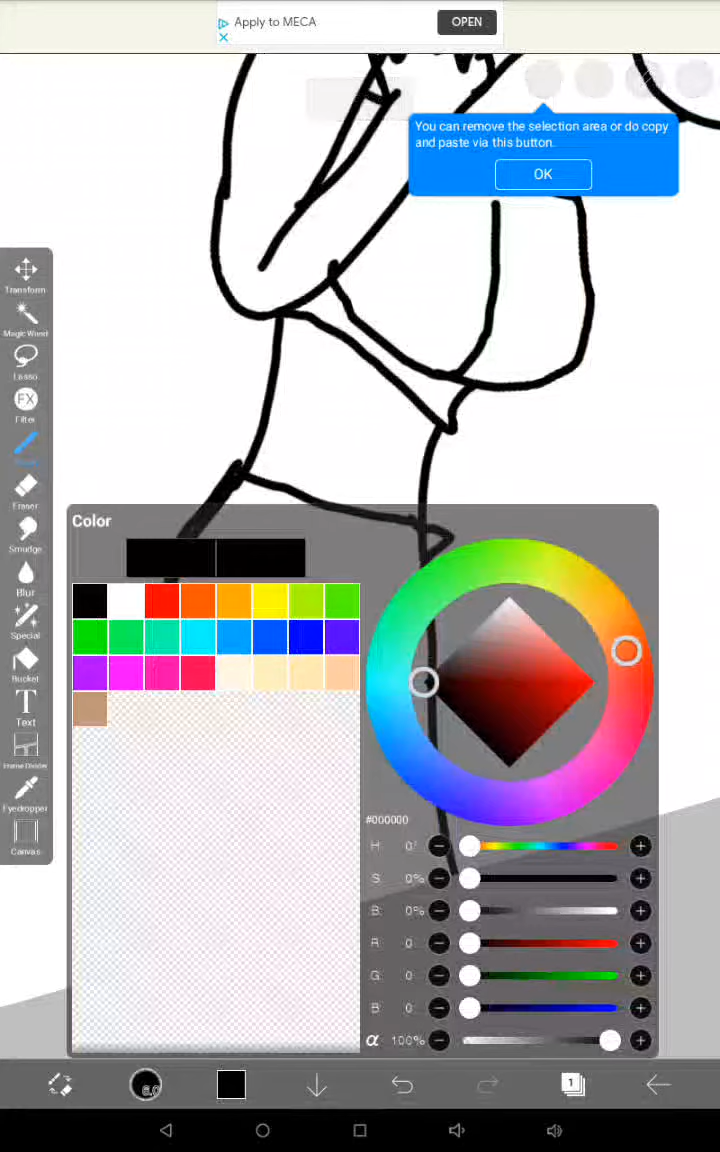 Apply to MECA
OPEN
You can remove the selection area or do copy
and paste via this button.
OK
Transform
Magic Wand
Lasso
FX
Filter
Eraser
Smudge
Blur
Special
Bucket
T
Text
Frame Divider
Eyedropper
Canvas
Color
#000000
H 0°
S 0%
B 0%
R 0
G 0
B 0
α 100%
6.0
1